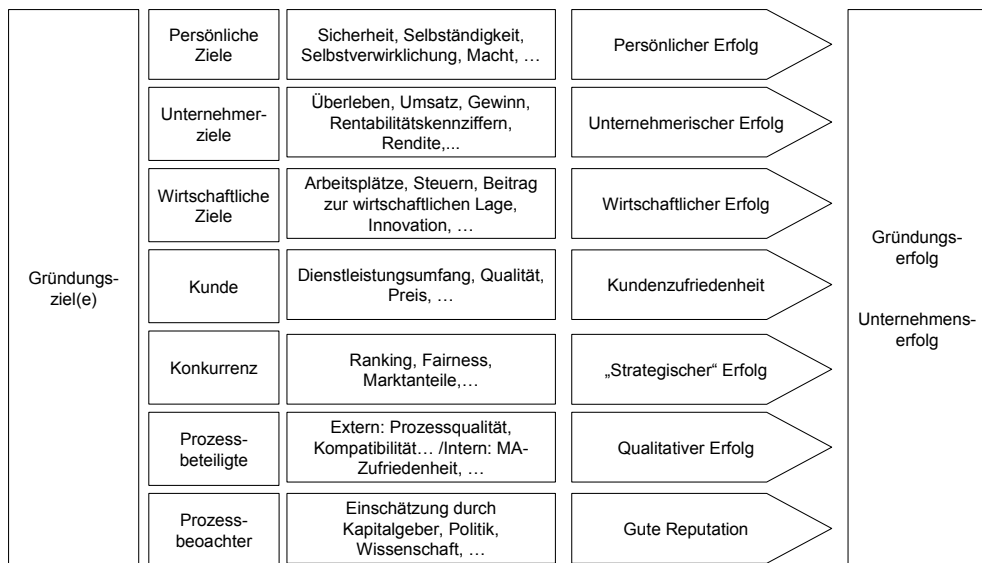 Gründungs-
ziel(e)
Persönliche
Ziele
Sicherheit, Selbständigkeit,
Selbstverwirklichung, Macht, …
Persönlicher Erfolg
Unternehmer-
ziele
Überleben, Umsatz, Gewinn,
Rentabilitätskennziffern,
Rendite,...
Unternehmerischer Erfolg
Wirtschaftliche
Ziele
Arbeitsplätze, Steuern, Beitrag
zur wirtschaftlichen Lage,
Innovation, …
Wirtschaftlicher Erfolg
Kunde
Dienstleistungsumfang, Qualität,
Preis, …
Kundenzufriedenheit
Konkurrenz
Ranking, Fairness,
Marktanteile,…
„Strategischer“ Erfolg
Prozess-
beteiligte
Extern: Prozessqualität,
Kompatibilität… /Intern: MA-
Zufriedenheit, …
Qualitativer Erfolg
Prozess-
beoachter
Einschätzung durch
Kapitalgeber, Politik,
Wissenschaft, …
Gute Reputation
Gründungs-
erfolg
Unternehmens-
erfolg